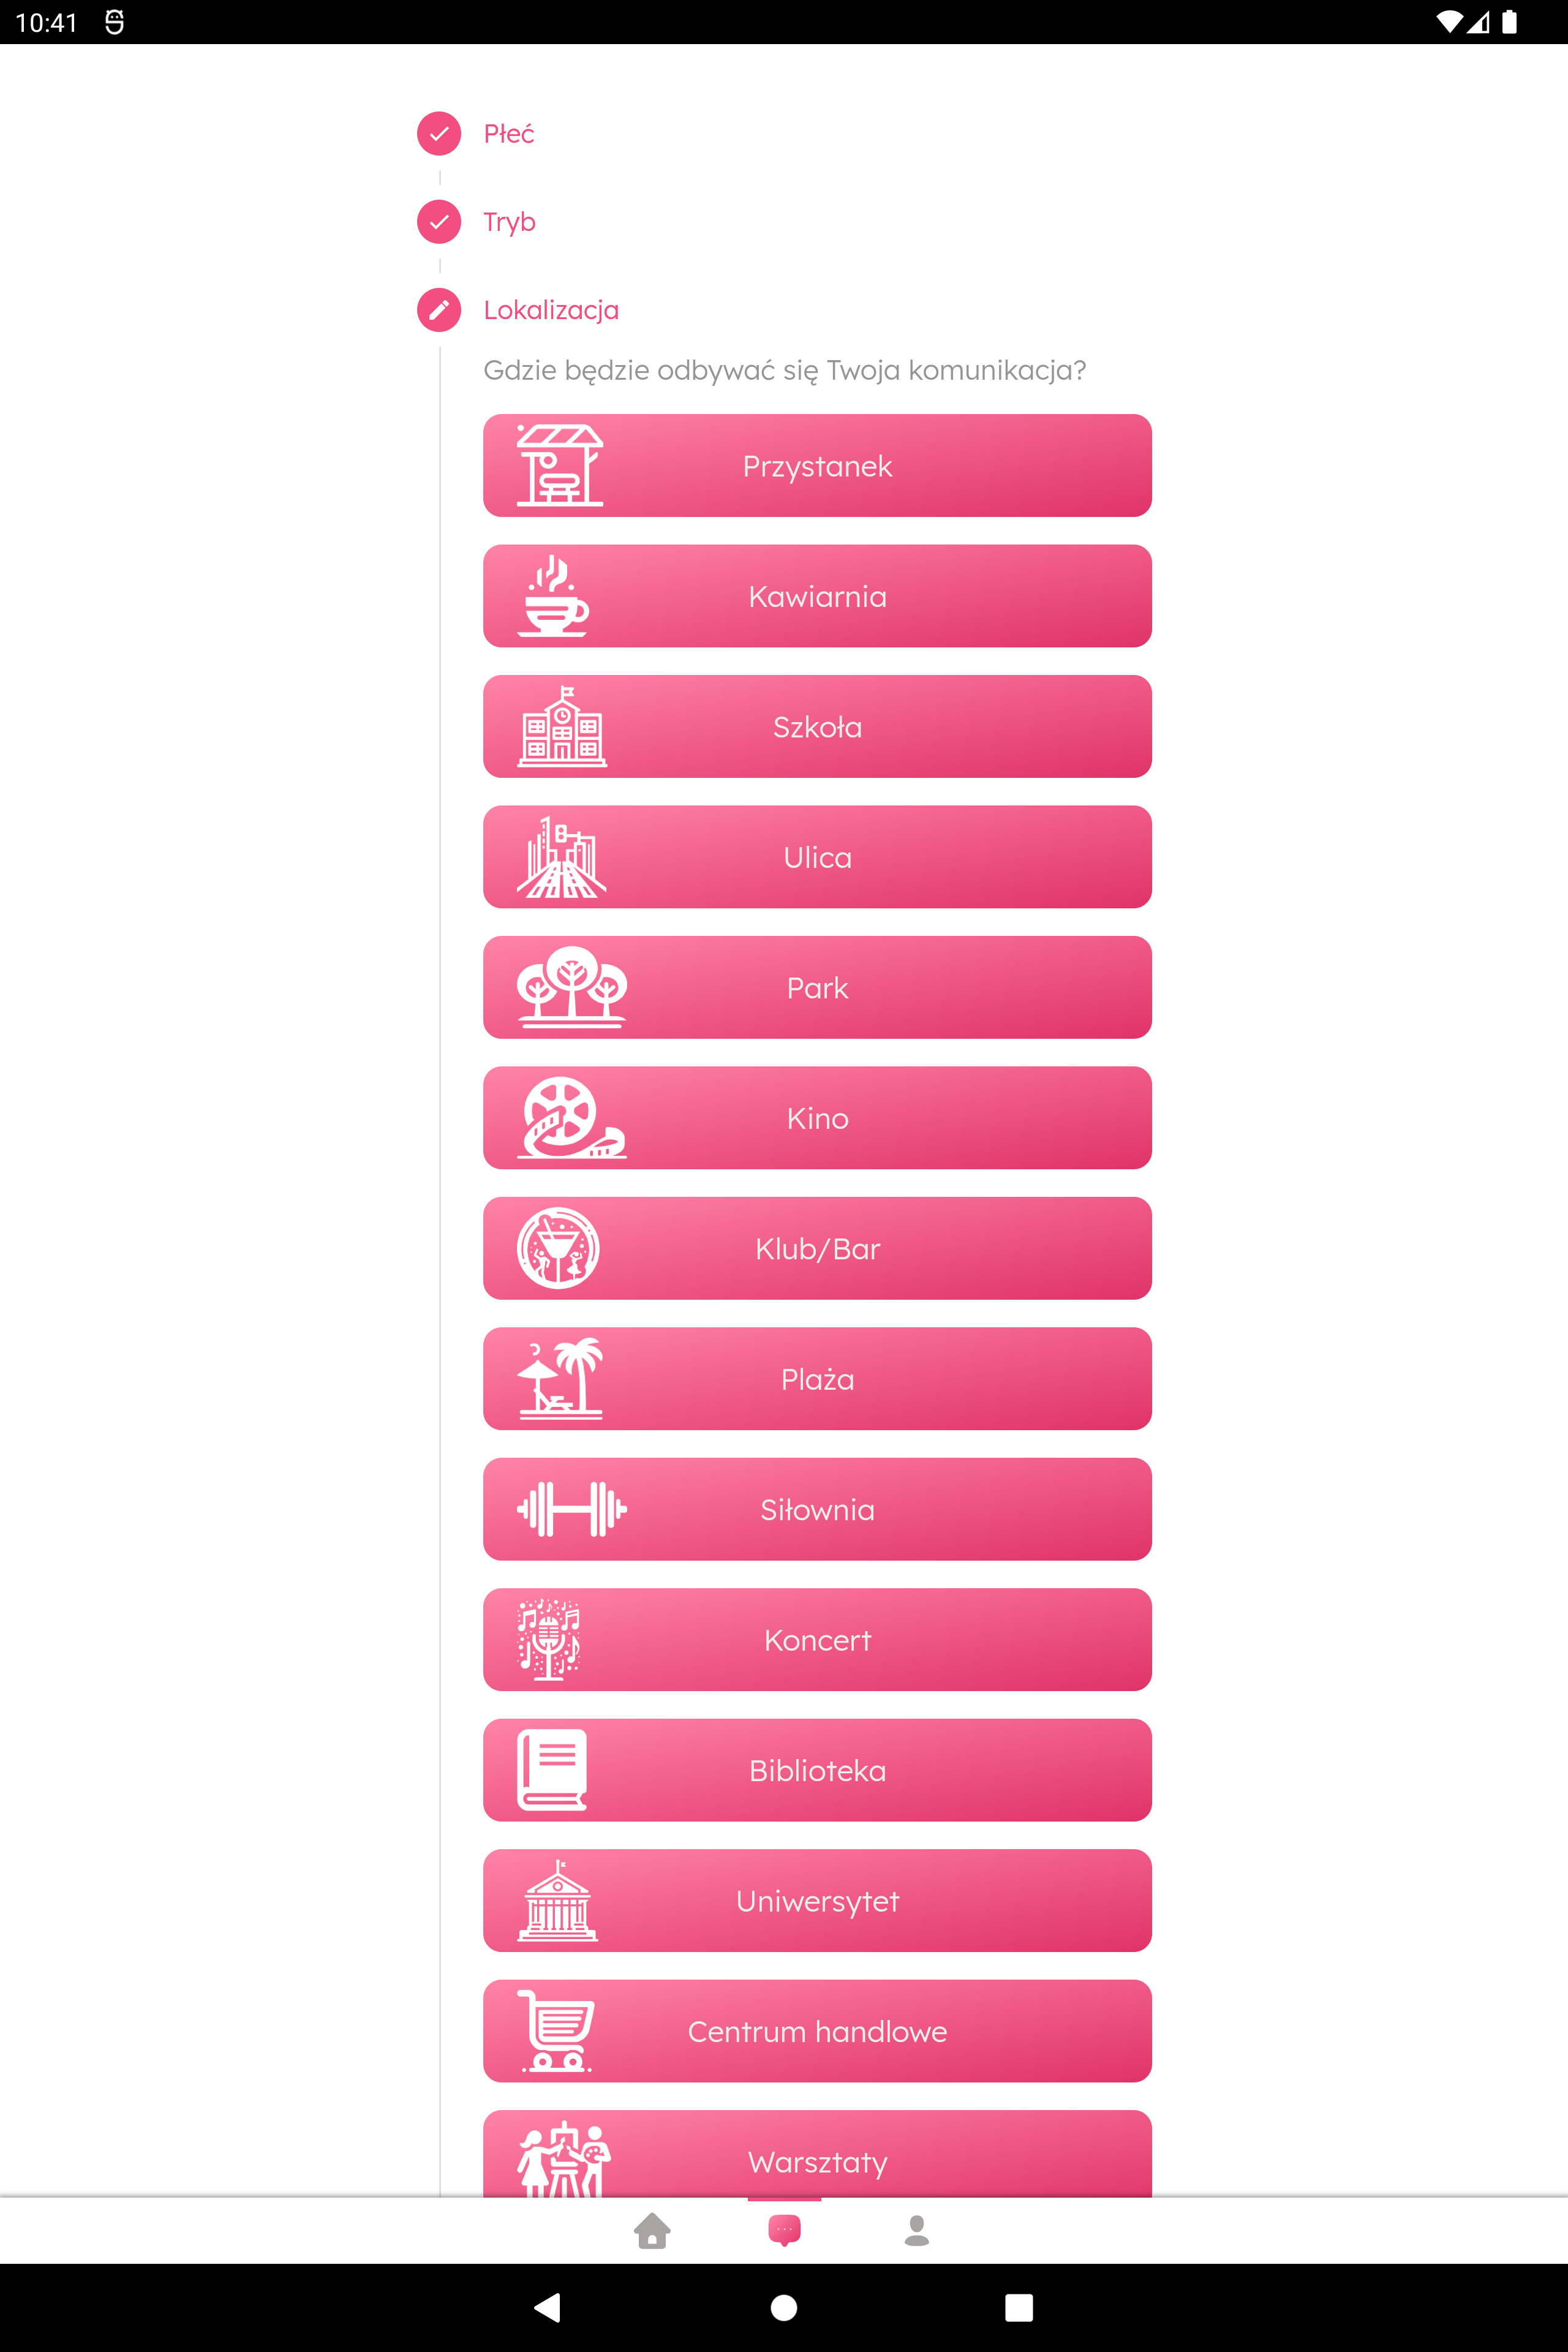 10:41
Płeć
Tryb
Lokalizacja
Gdzie będzie odbywać się Twoja komunikacja?
Przystanek
Kawiarnia
Szkoła
Ulica
Park
Kino
Klub/Bar
Plaża
Siłownia
Koncert
Biblioteka
Uniwersytet
Centrum handlowe
Warsztaty